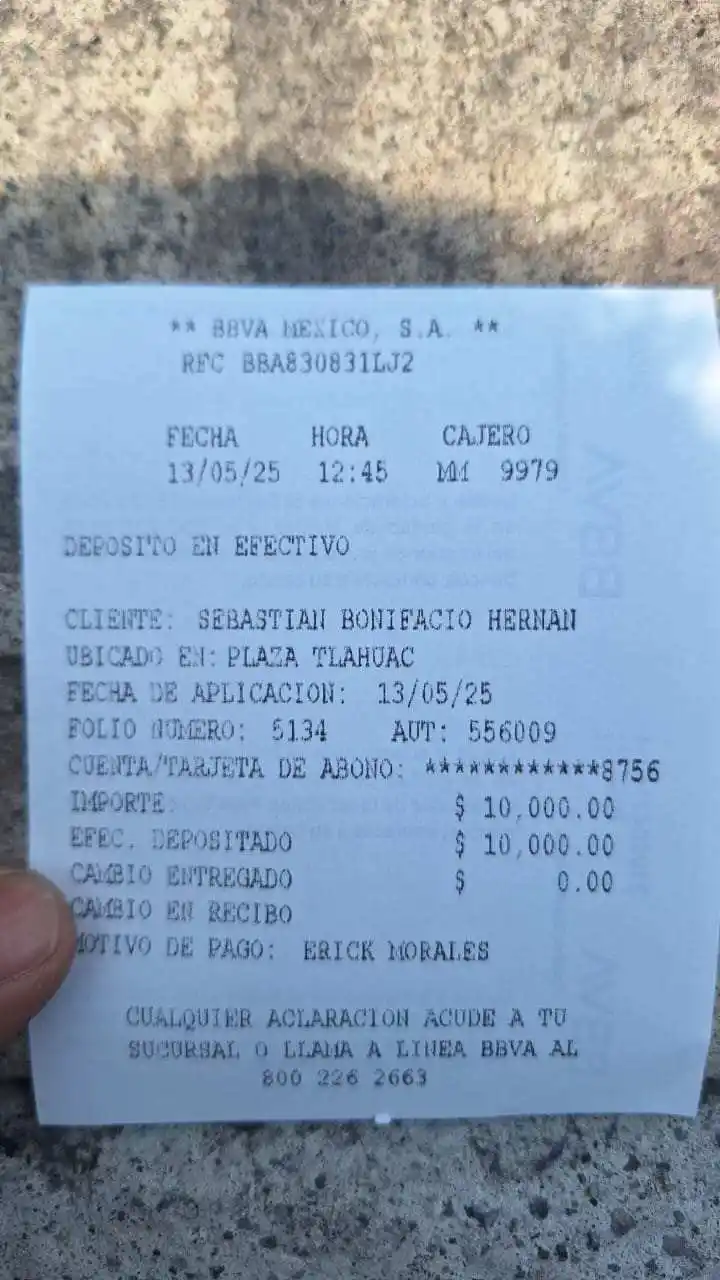 ** BBVA MEXICO, S.A. **
RFC BBA830831LJ2
FECHA HORA CAJERO
13/05/25 12:45 MM 9979
DEPOSITO EN EFECTIVO
CLIENTE: SEBASTIAN BONIFACIO HERNAN
UBICADO EN: PLAZA TLAHUAC
FECHA DE APLICACION: 13/05/25
FOLIO NUMERO: 5134 AUT: 556009
CUENTA/TARJETA DE ABONO: ************8756
IMPORTE $ 10,000.00
EFEC. DEPOSITADO $ 10,000.00
CAMBIO ENTREGADO $ 0.00
CAMBIO EN RECIBO
MOTIVO DE PAGO: ERICK MORALES
CUALQUIER ACLARACION ACUDE A TU
SUCURSAL O LLAMA A LINEA BBVA AL
800 226 2663
BBVA
BBVA